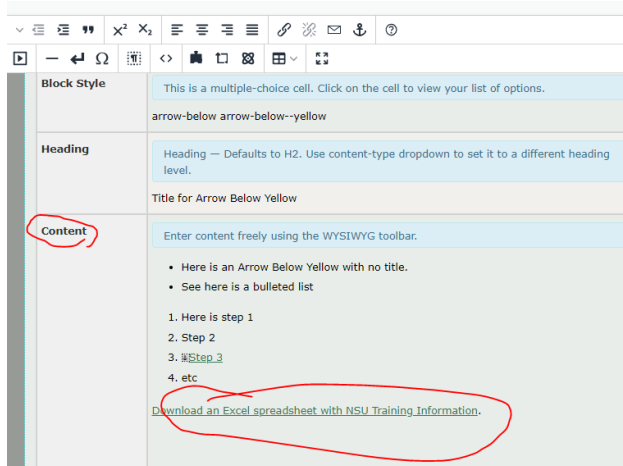 Block Style
This is a multiple-choice cell. Click on the cell to view your list of options.
arrow-below arrow-below--yellow
Heading
Heading — Defaults to H2. Use content-type dropdown to set it to a different heading
level.
Title for Arrow Below Yellow
Content
Enter content freely using the WYSIWYG toolbar.
• Here is an Arrow Below Yellow with no title.
• See here is a bulleted list
1. Here is step 1
2. Step 2
3. Step 3
4. etc
Download an Excel spreadsheet with NSU Training Information.